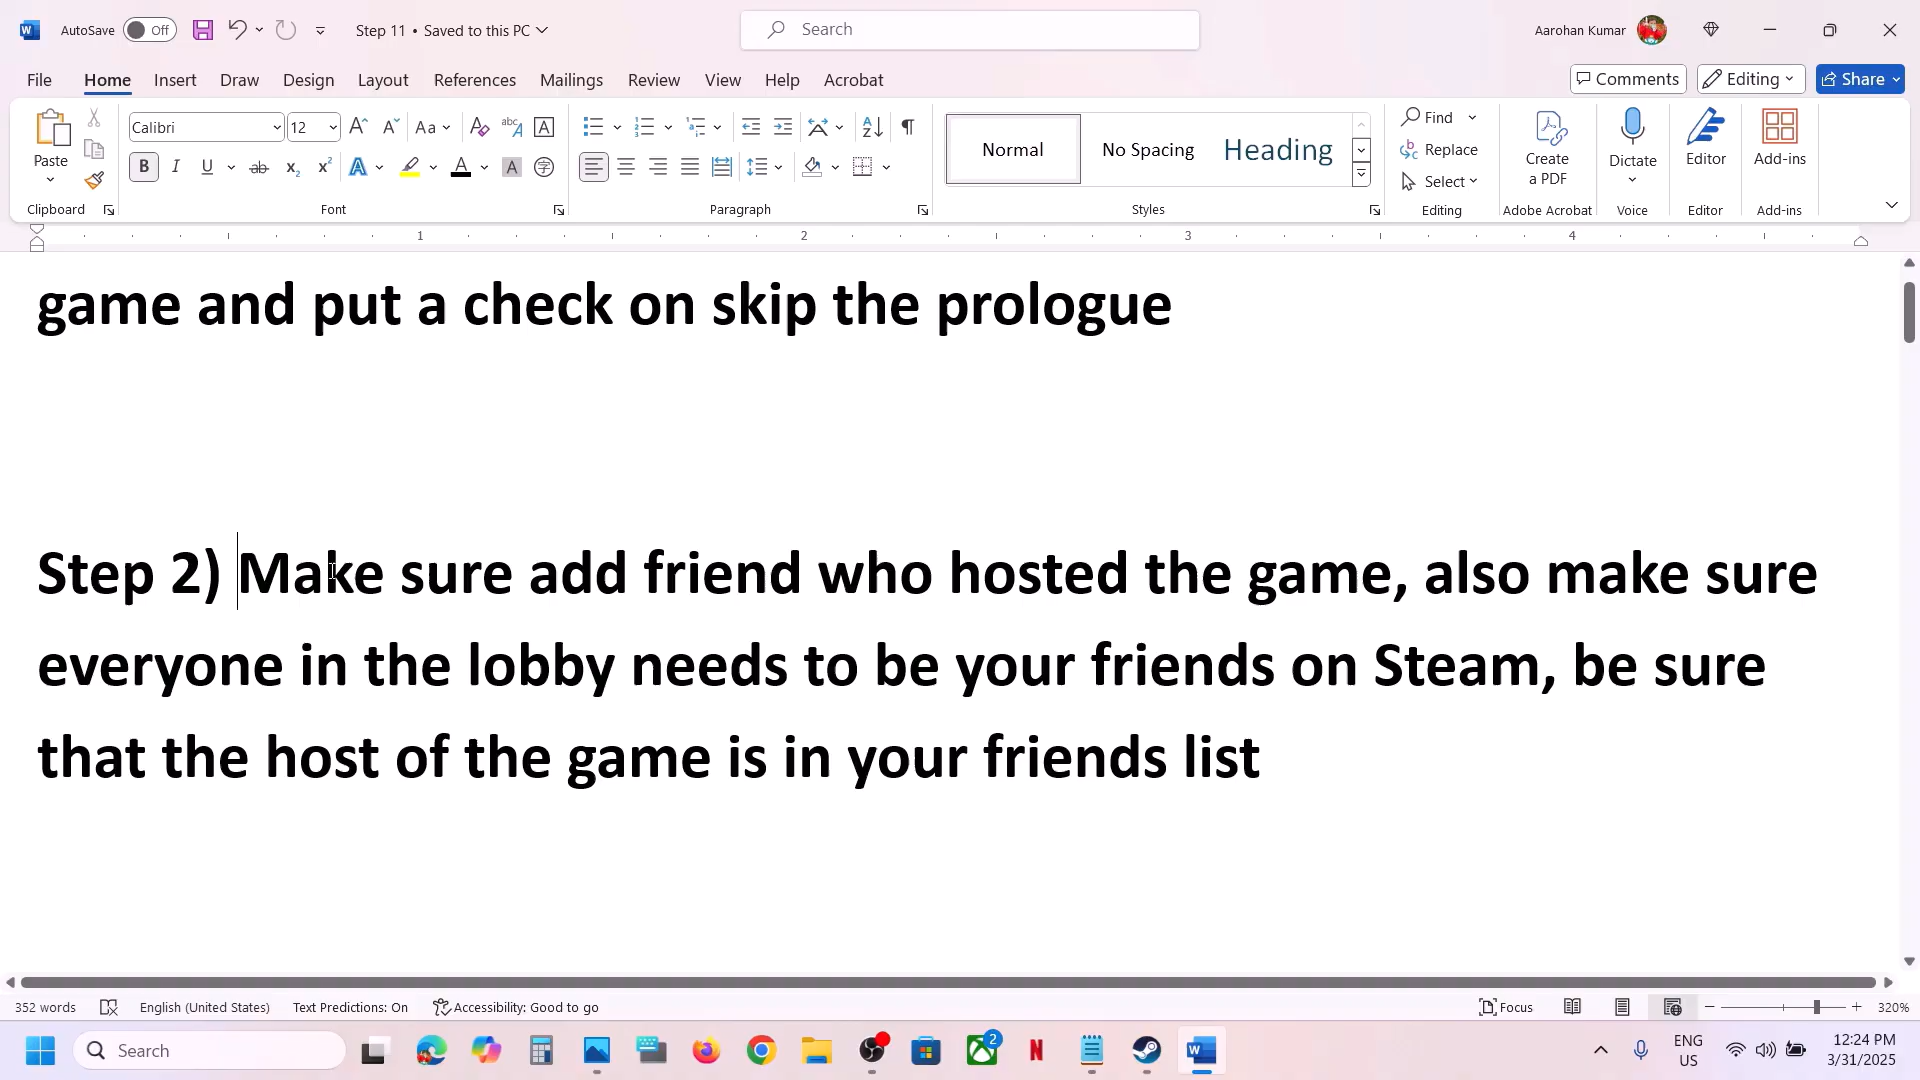 AutoSave Off Step 11 • Saved to this PC Search Aarohan Kumar
File Home Insert Draw Design Layout References Mailings Review View Help Acrobat Comments Editing Share
Paste Calibri 12 Aa Normal No Spacing Heading Find Replace Select Create a PDF Dictate Editor Add-ins
Clipboard Font Paragraph Styles Editing Adobe Acrobat Voice Editor Add-ins
1 2 3 4
game and put a check on skip the prologue
Step 2) Make sure add friend who hosted the game, also make sure
everyone in the lobby needs to be your friends on Steam, be sure
that the host of the game is in your friends list
352 words English (United States) Text Predictions: On Accessibility: Good to go Focus 320%
Search 2 ENG US 12:24 PM 3/31/2025